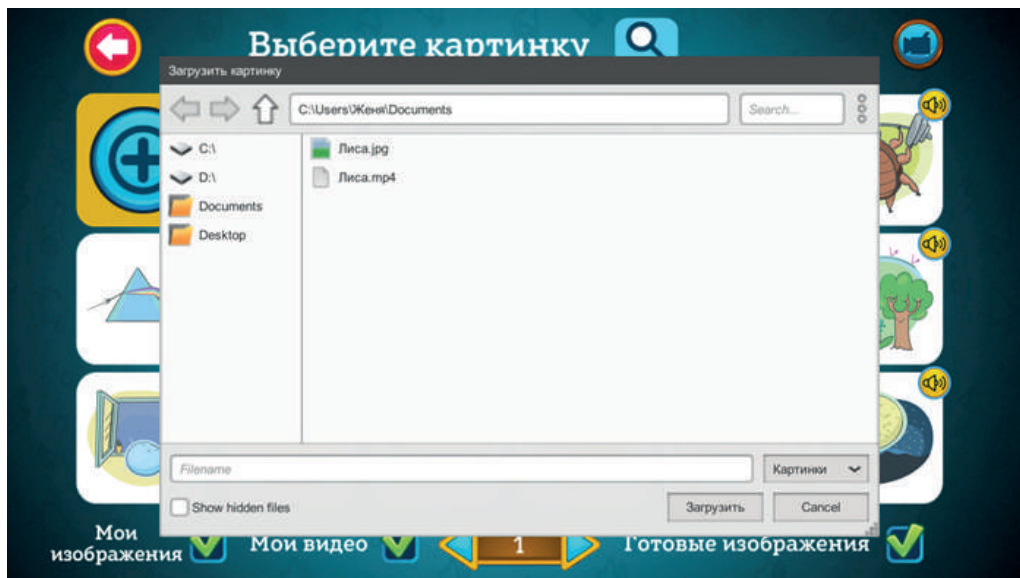 Выберите картинку
Загрузить картинку
C:\Users\Женя\Documents
Search...
C:\
D:\
Documents
Desktop
Лиса.jpg
Лиса.mp4
Filename
Картинки
Show hidden files
Загрузить
Cancel
Мои изображения
Мои видео
1
Готовые изображения